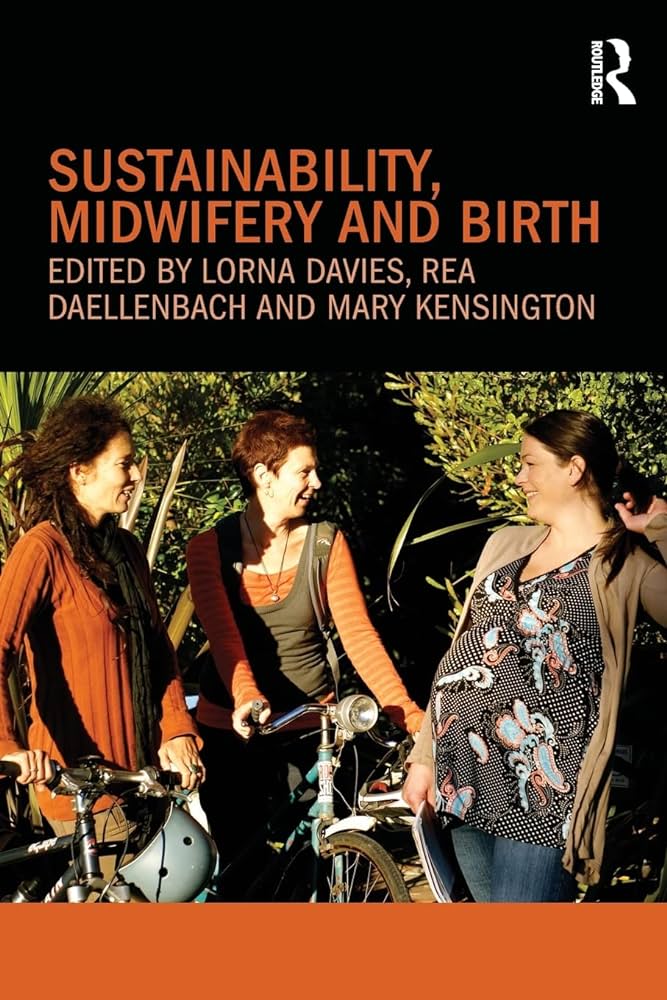 ROUTLEDGE
SUSTAINABILITY,
MIDWIFERY AND BIRTH
EDITED BY LORNA DAVIES, REA
DAELLENBACH AND MARY KENSINGTON